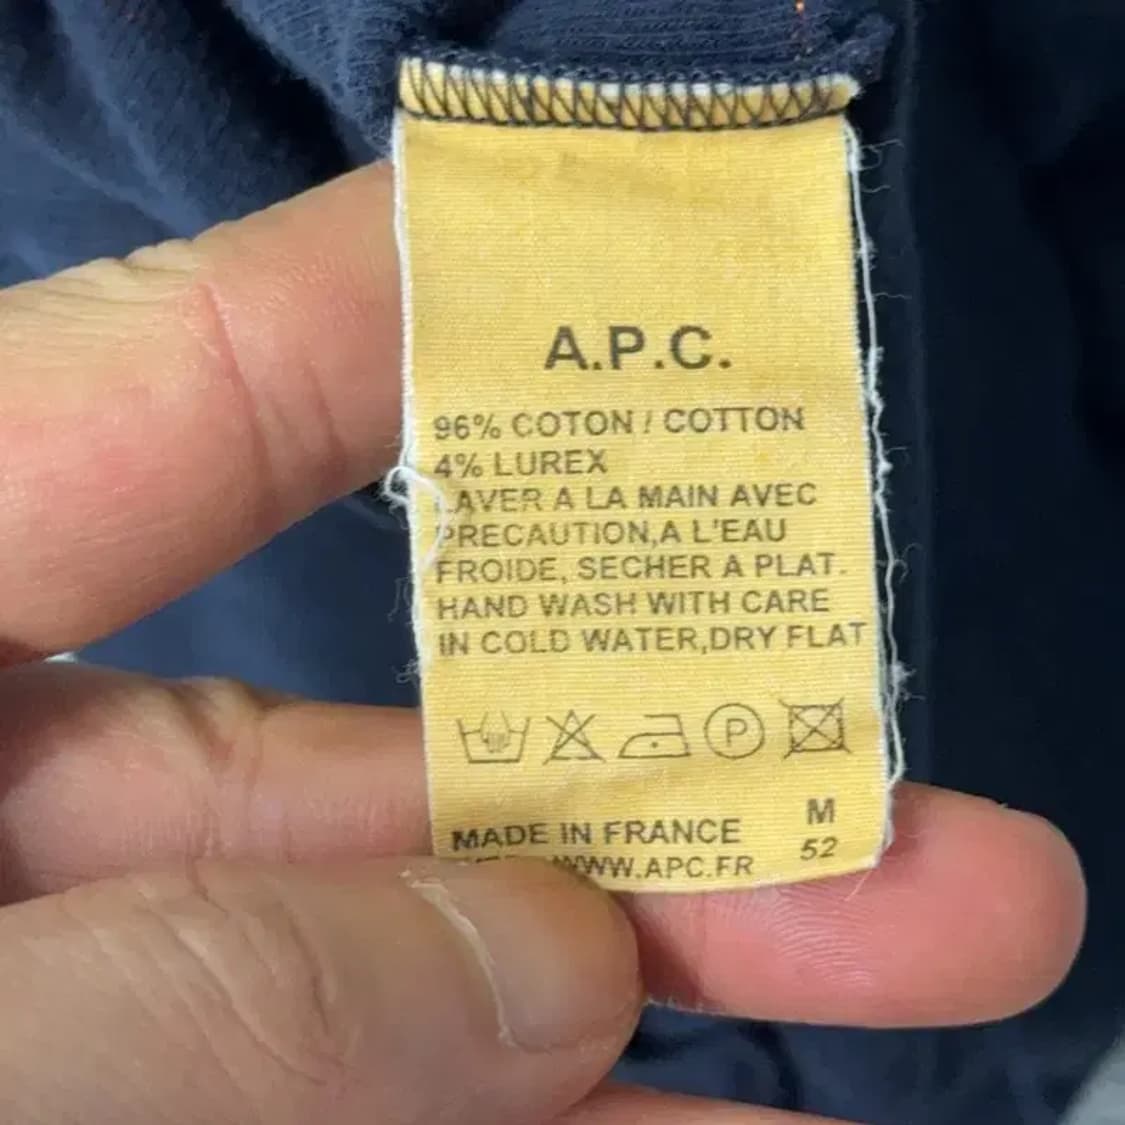 A.P.C.
96% COTON / COTTON
4% LUREX
LAVER A LA MAIN AVEC
PRECAUTION,A L'EAU
FROIDE, SECHER A PLAT.
HAND WASH WITH CARE
IN COLD WATER,DRY FLAT
P
MADE IN FRANCE M
WWW.APC.FR 52